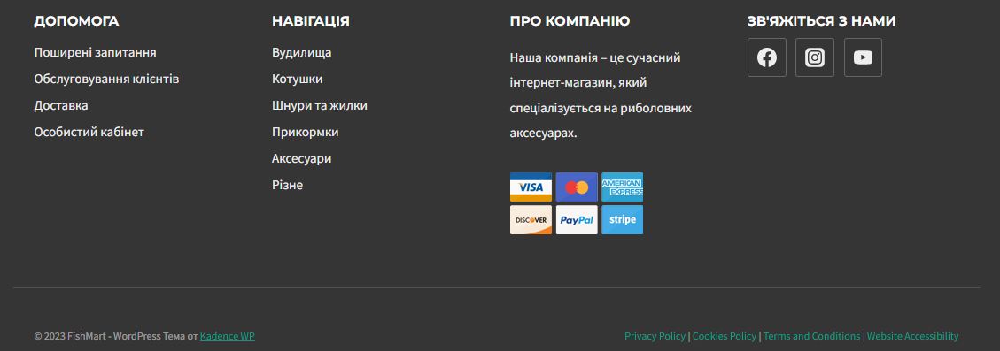 ДОПОМОГА
Поширені запитання
Обслуговування клієнтів
Доставка
Особистий кабінет
НАВІГАЦІЯ
Вудилища
Котушки
Шнури та жилки
Прикормки
Аксесуари
Різне
ПРО КОМПАНІЮ
Наша компанія – це сучасний
інтернет-магазин, який
спеціалізується на риболовних
аксесуарах.
VISA
AMERICAN
EXPRESS
DISCOVER
PayPal
stripe
ЗВ'ЯЖІТЬСЯ З НАМИ
© 2023 FishMart - WordPress Тема от Kadence WP
Privacy Policy | Cookies Policy | Terms and Conditions | Website Accessibility